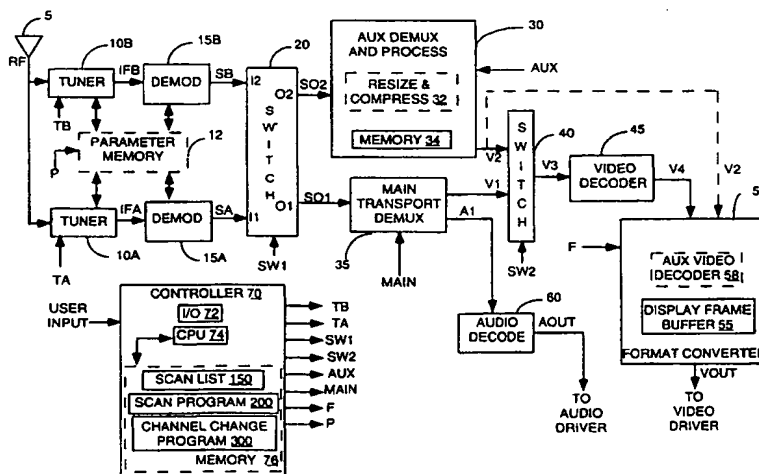 5
RF
10B
TUNER
IFB
15B
DEMOD
SB
TB
PARAMETER
MEMORY
12
P
TUNER
IFA
DEMOD
SA
10A
15A
TA
20
I2
O2
SWITCH
I1
O1
SW1
SO2
SO1
30
AUX DEMUX
AND PROCESS
RESIZE &
COMPRESS 32
MEMORY 34
AUX
V2
MAIN
TRANSPORT
DEMUX
35
MAIN
V1
A1
SWITCH
40
SW2
V3
45
VIDEO
DECODER
V4
V2
5
F
AUX VIDEO
DECODER 58
DISPLAY FRAME
BUFFER 55
FORMAT CONVERTER
VOUT
TO
VIDEO
DRIVER
60
AUDIO
DECODE
AOUT
TO
AUDIO
DRIVER
USER
INPUT
CONTROLLER 70
I/O 72
CPU 74
SCAN LIST 150
SCAN PROGRAM 200
CHANNEL CHANGE
PROGRAM 300
MEMORY 76
TB
TA
SW1
SW2
AUX
MAIN
F
P